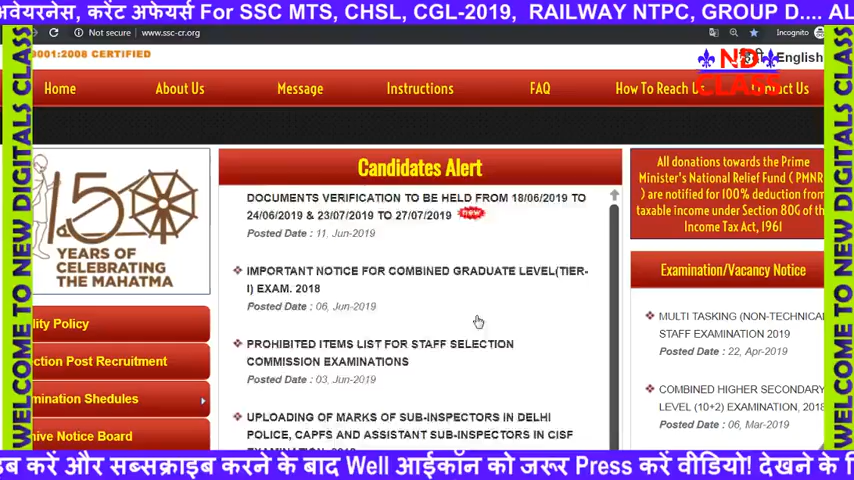 अवेयरनेस, करेंट अफेयर्स For SSC MTS, CHSL, CGL-2019, RAILWAY NTPC, GROUP D.... AL
Not secure | www.ssc-cr.org
Incognito
9001:2008 CERTIFIED
English
ND
CLASS
Home
About Us
Message
Instructions
FAQ
How To Reach Us
Contact Us
WELCOME TO NEW DIGITALS CLASS
150
YEARS OF
CELEBRATING
THE MAHATMA
Candidates Alert
DOCUMENTS VERIFICATION TO BE HELD FROM 18/06/2019 TO
24/06/2019 & 23/07/2019 TO 27/07/2019 new
Posted Date : 11, Jun-2019
IMPORTANT NOTICE FOR COMBINED GRADUATE LEVEL(TIER-
I) EXAM. 2018
Posted Date : 06, Jun-2019
PROHIBITED ITEMS LIST FOR STAFF SELECTION
COMMISSION EXAMINATIONS
Posted Date : 03, Jun-2019
UPLOADING OF MARKS OF SUB-INSPECTORS IN DELHI
POLICE, CAPFS AND ASSISTANT SUB-INSPECTORS IN CISF
All donations towards the Prime
Minister's National Relief Fund ( PMNR
) are notified for 100% deduction from
taxable income under Section 80G of the
Income Tax Act, 1961
Examination/Vacancy Notice
MULTI TASKING (NON-TECHNICA
STAFF EXAMINATION 2019
Posted Date : 22, Apr-2019
COMBINED HIGHER SECONDARY
LEVEL (10+2) EXAMINATION, 2018
Posted Date : 06, Mar-2019
lity Policy
ction Post Recruitment
mination Shedules
hive Notice Board
WELCOME TO NEW DIGITALS CLASS
इब करें और सब्सक्राइब करने के बाद Well आईकॉन को जरूर Press करें वीडियो! देखने के